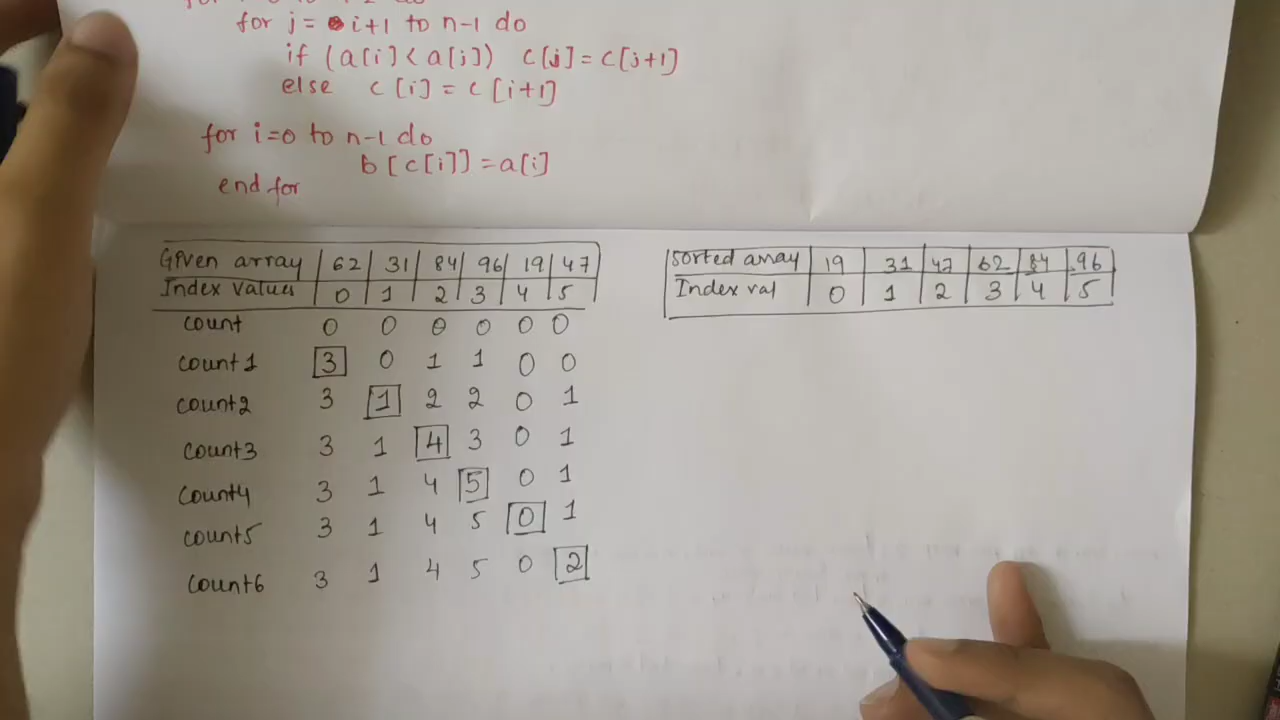 for j = i+1 to n-1 do
if (a[i] < a[j]) c[j] = c[j+1]
else c[i] = c[i+1]
for i=0 to n-1 do
b[c[i]] = a[i]
end for
Given array 62 31 84 96 19 47
Index values 0 1 2 3 4 5
count 0 0 0 0 0 0
count1 3 0 1 1 0 0
count2 3 1 2 2 0 1
count3 3 1 4 3 0 1
count4 3 1 4 5 0 1
count5 3 1 4 5 0 1
count6 3 1 4 5 0 2
Sorted array 19 31 47 62 84 96
Index val 0 1 2 3 4 5